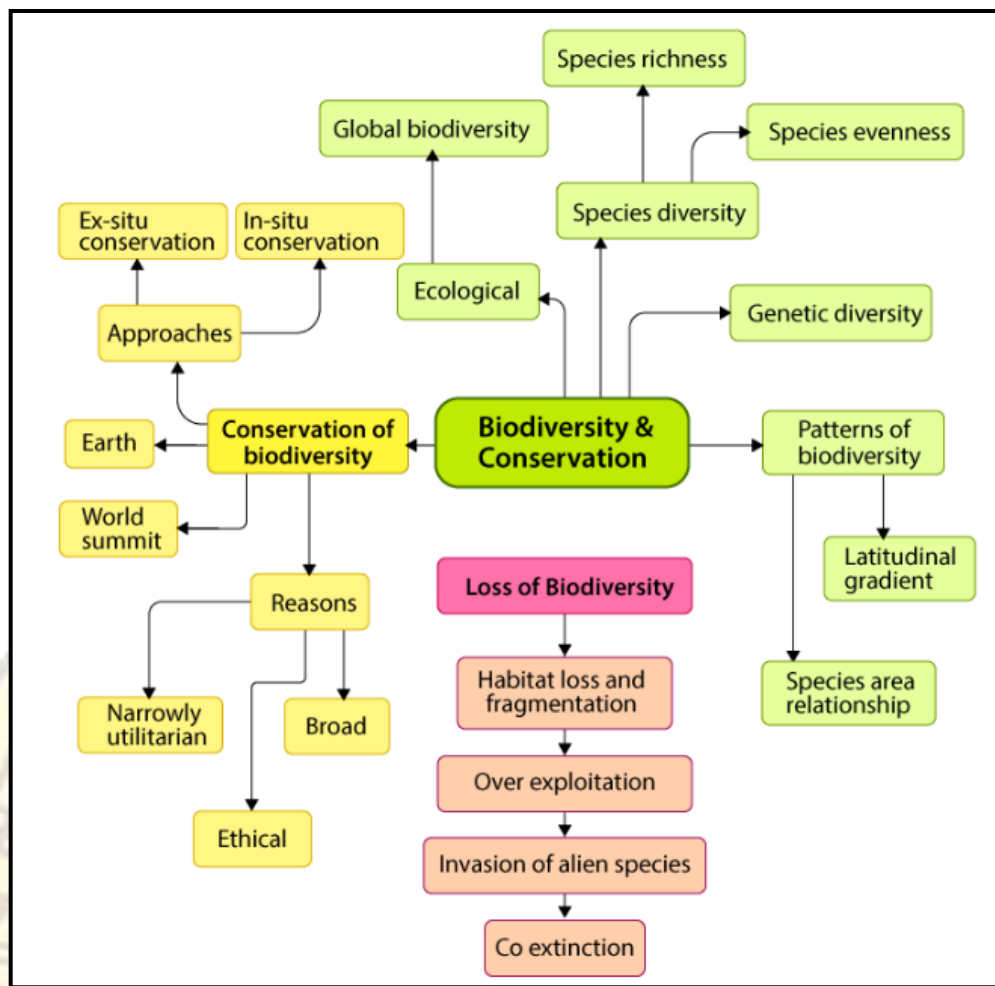 Species richness
Global biodiversity
Species evenness
Ex-situ
conservation
In-situ
conservation
Species diversity
Ecological
Genetic diversity
Approaches
Earth
Conservation of
biodiversity
Biodiversity &
Conservation
Patterns of
biodiversity
World
summit
Latitudinal
gradient
Loss of Biodiversity
Reasons
Habitat loss and
fragmentation
Species area
relationship
Narrowly
utilitarian
Broad
Over exploitation
Ethical
Invasion of alien species
Co extinction